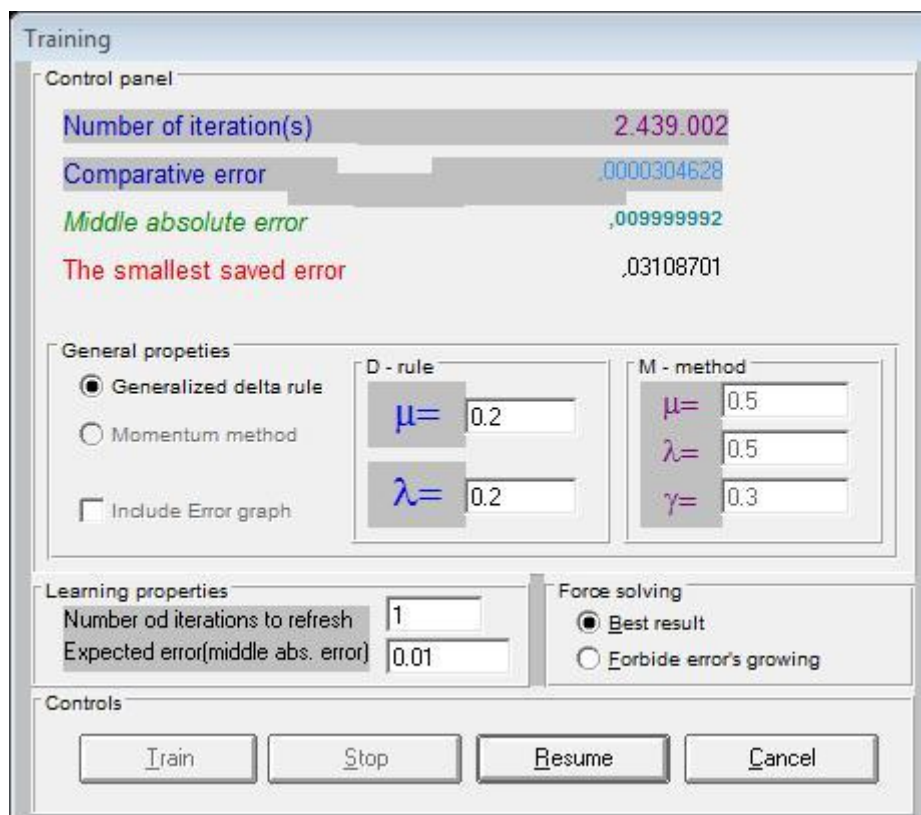 Training
Control panel
Number of iteration(s) 2.439.002
Comparative error ,0000304628
Middle absolute error ,009999992
The smallest saved error ,03108701
General propeties
Generalized delta rule
Momentum method
Include Error graph
D - rule
μ= 0.2
λ= 0.2
M - method
μ= 0.5
λ= 0.5
γ= 0.3
Learning properties
Number od iterations to refresh 1
Expected error(middle abs. error) 0.01
Force solving
Best result
Forbide error's growing
Controls
Train Stop Resume Cancel